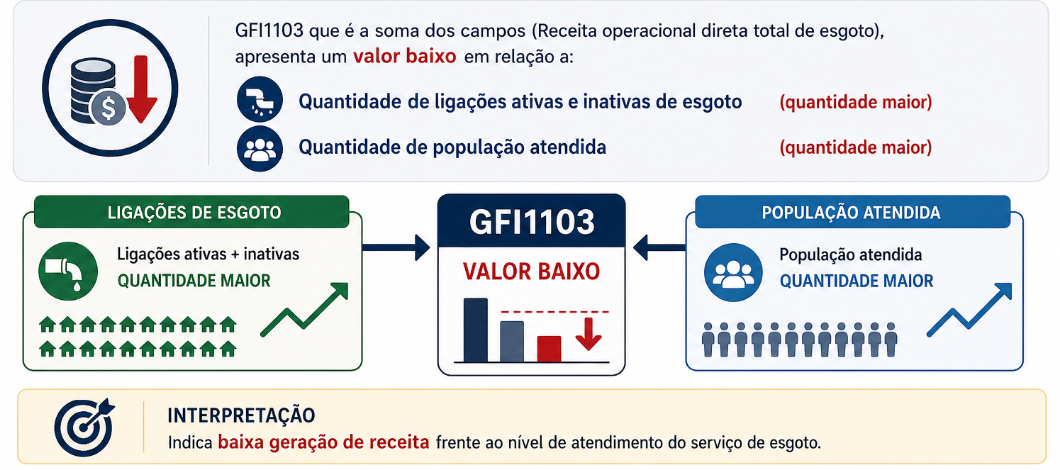 GFI1103 que é a soma dos campos (Receita operacional direta total de esgoto),
apresenta um valor baixo em relação a:
Quantidade de ligações ativas e inativas de esgoto (quantidade maior)
Quantidade de população atendida (quantidade maior)
LIGAÇÕES DE ESGOTO
Ligações ativas + inativas
QUANTIDADE MAIOR
GFI1103
VALOR BAIXO
POPULAÇÃO ATENDIDA
População atendida
QUANTIDADE MAIOR
INTERPRETAÇÃO
Indica baixa geração de receita frente ao nível de atendimento do serviço de esgoto.
$